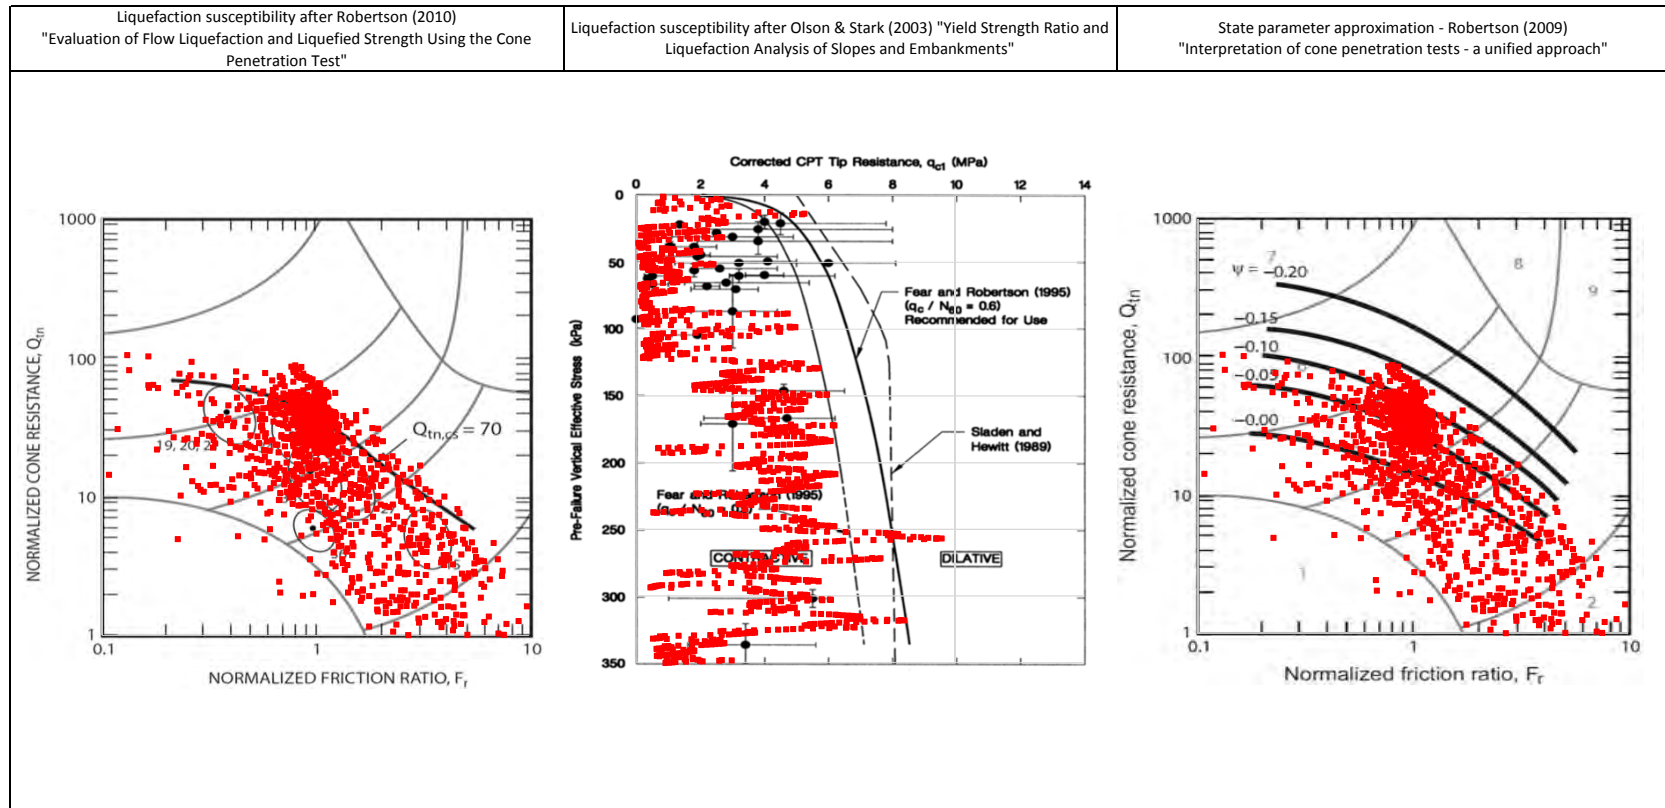 Liquefaction susceptibility after Robertson (2010)
"Evaluation of Flow Liquefaction and Liquefied Strength Using the Cone
Penetration Test"
Liquefaction susceptibility after Olson & Stark (2003) "Yield Strength Ratio and
Liquefaction Analysis of Slopes and Embankments"
State parameter approximation - Robertson (2009)
"Interpretation of cone penetration tests - a unified approach"
NORMALIZED CONE RESISTANCE, Qtn
1000
100
10
1
0.1
1
10
NORMALIZED FRICTION RATIO, Fr
Qtn,cs = 70
19, 20, 2
Corrected CPT Tip Resistance, qc1 (MPa)
0 2 4 6 8 10 12 14
Pre-Failure Vertical Effective Stress (kPa)
0
50
100
150
200
250
300
350
Fear and Robertson (1995)
(qc / N60 = 0.6)
Recommended for Use
Sladen and
Hewitt (1989)
DILATIVE
Normalized cone resistance, Qtn
1000
100
10
1
0.1
1
10
Normalized friction ratio, Fr
ψ = −0.20
−0.15
−0.10
−0.05
−0.00
7
8
9
1
2